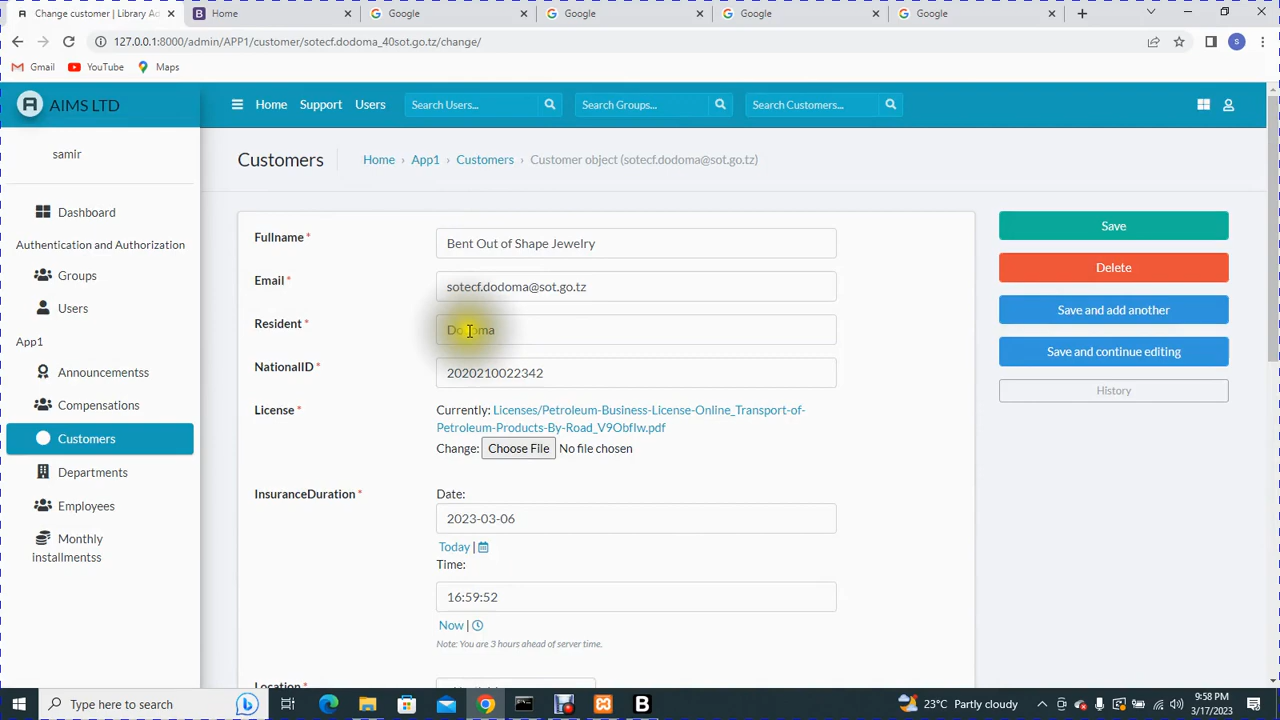 Change customer | Library Ad
Home
Google
Google
Google
Google
127.0.0.1:8000/admin/APP1/customer/sotecf.dodoma_40sot.go.tz/change/
S
Gmail
YouTube
Maps
AIMS LTD
Home
Support
Users
Search Users...
Search Groups...
Search Customers...
samir
Dashboard
Authentication and Authorization
Groups
Users
App1
Announcementss
Compensations
Customers
Departments
Employees
Monthly
installmentss
Customers
Home › App1 › Customers › Customer object (sotecf.dodoma@sot.go.tz)
Fullname *
Bent Out of Shape Jewelry
Email *
sotecf.dodoma@sot.go.tz
Resident *
Dodoma
NationalID *
2020210022342
License *
Currently: Licenses/Petroleum-Business-License-Online_Transport-of-
Petroleum-Products-By-Road_V9Obflw.pdf
Change: Choose File No file chosen
InsuranceDuration *
Date:
2023-03-06
Today |
Time:
16:59:52
Now |
Note: You are 3 hours ahead of server time.
Location *
Save
Delete
Save and add another
Save and continue editing
History
Type here to search
23°C Partly cloudy
9:58 PM
3/17/2023